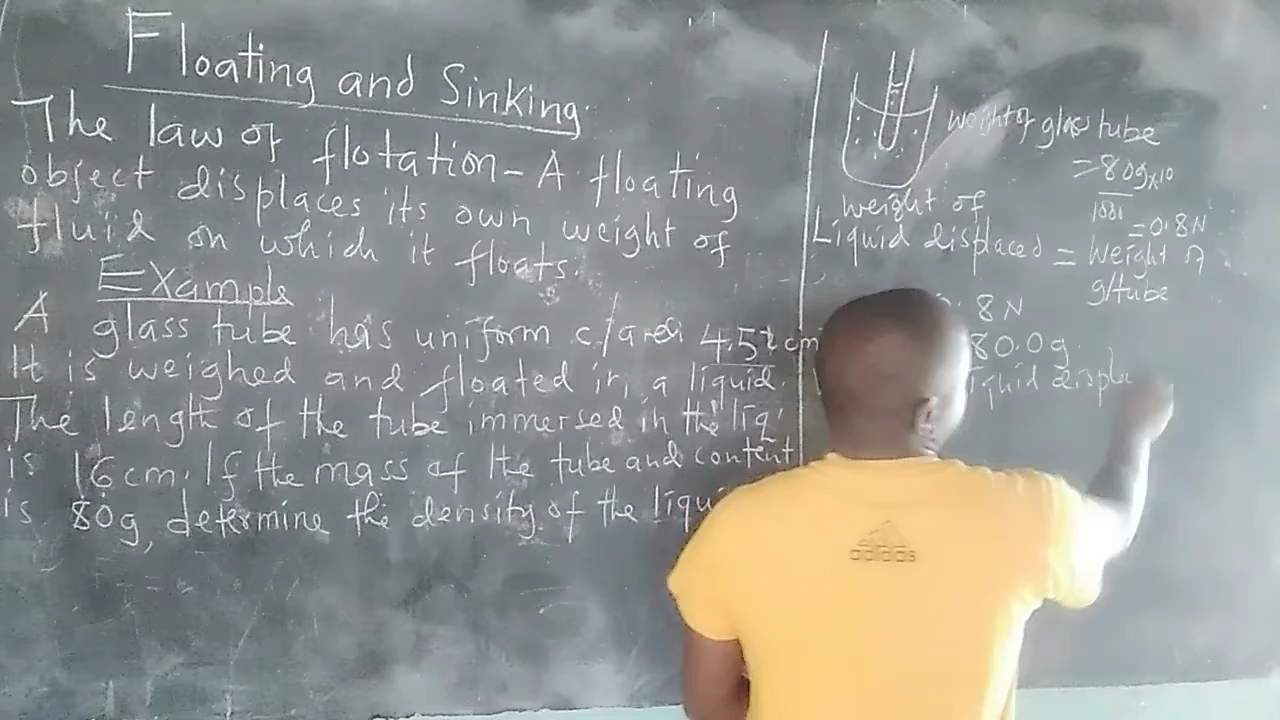 Floating and Sinking
The law of flotation - A floating
object displaces its own weight of
fluid on which it floats.
Example
A glass tube has uniform c/area 4.5 cm
It is weighed and floated in a liquid.
The length of the tube immersed in the liq
is 16cm. If the mass of the tube and content
is 80g, determine the density of the liqu
weight of glass tube
= 80g x10
1000
= 0.8N
weight of
Liquid displaced = Weight of
g/tube
.8N
80.0g
liquid displa
adidas